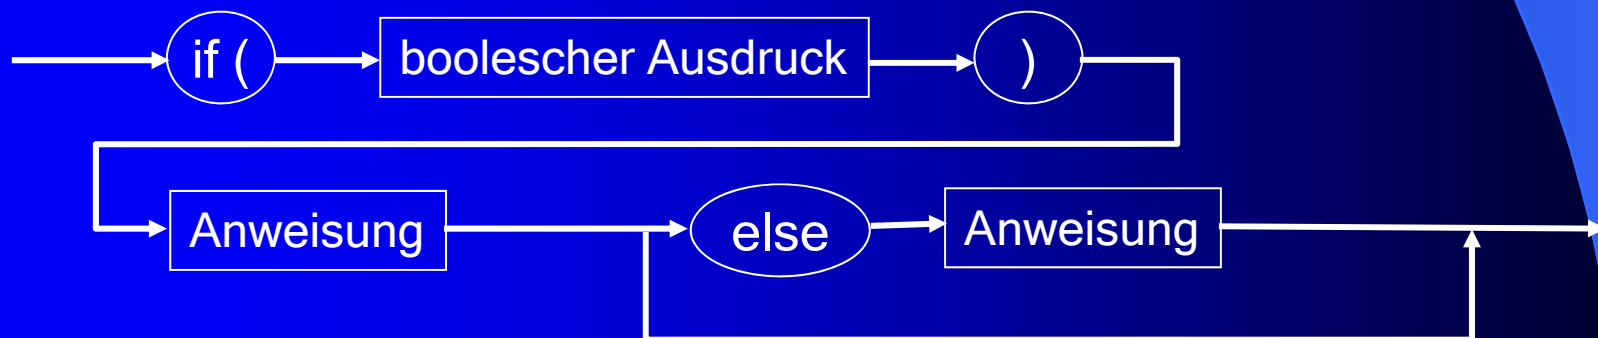 if ( boolescher Ausdruck )
Anweisung else Anweisung